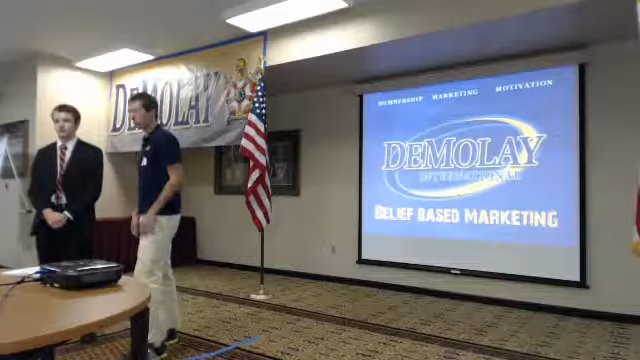 DEMOLAY
MEMBERSHIP MARKETING MOTIVATION
DEMOLAY
INTERNATIONAL
BELIEF BASED MARKETING